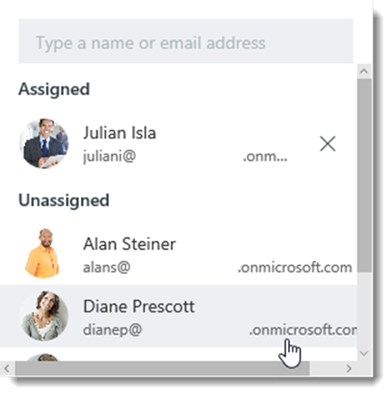 Type a name or email address
Assigned
Julian Isla
juliani@ .onm...
Unassigned
Alan Steiner
alans@ .onmicrosoft.com
Diane Prescott
dianep@ .onmicrosoft.com